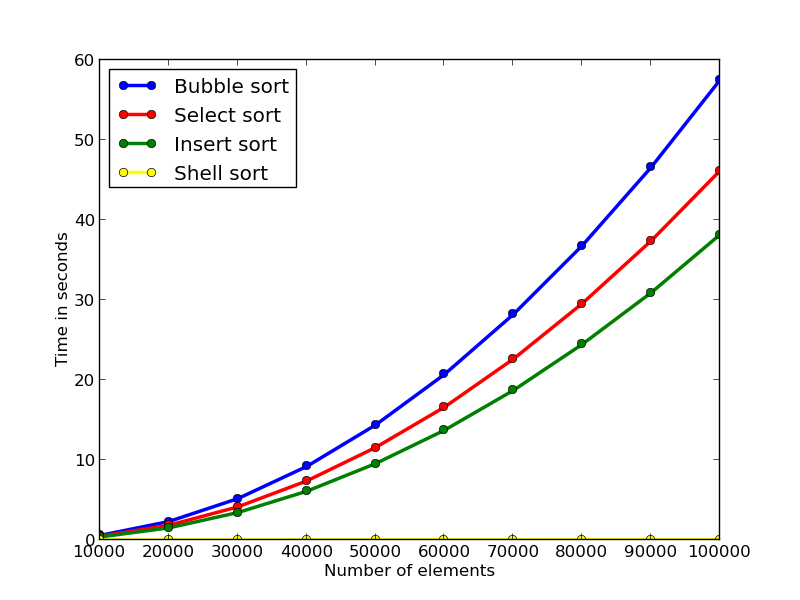 60
Bubble sort
Select sort
Insert sort
Shell sort
50
40
30
20
10
0
Time in seconds
10000 20000 30000 40000 50000 60000 70000 80000 90000 100000
Number of elements